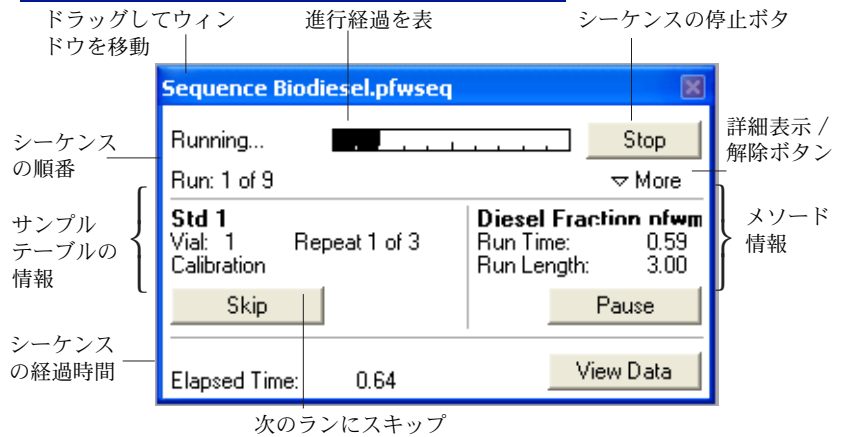 ドラッグしてウィン
ドウを移動
進行経過を表
シーケンスの停止ボタ
Sequence Biodiesel.pfwseq
Running...
Stop
詳細表示 /
解除ボタン
シーケンス
の順番
Run: 1 of 9
More
サンプル
テーブルの
情報
Std 1
Vial: 1
Repeat 1 of 3
Calibration
Skip
Diesel Fraction.pfwm
Run Time: 0.59
Run Length: 3.00
Pause
メソード
情報
シーケンス
の経過時間
Elapsed Time: 0.64
View Data
次のランにスキップ